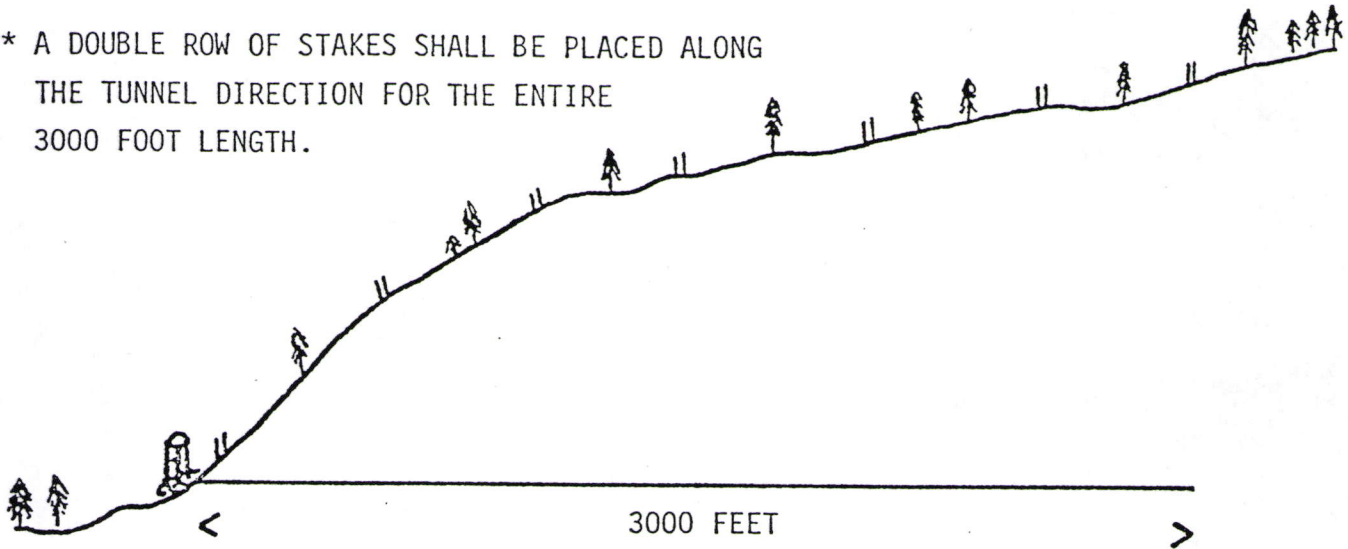 * A DOUBLE ROW OF STAKES SHALL BE PLACED ALONG
THE TUNNEL DIRECTION FOR THE ENTIRE
3000 FOOT LENGTH.
< 3000 FEET >